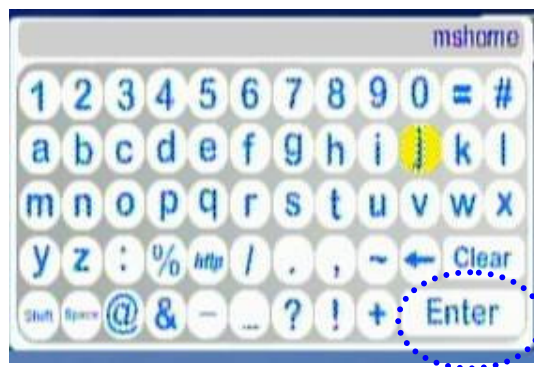 mshome
1 2 3 4 5 6 7 8 9 0 = #
a b c d e f g h i j k l
m n o p q r s t u v w x
y z : % http / . , ~ ← Clear
Shift Space @ & - _ ? ! + Enter